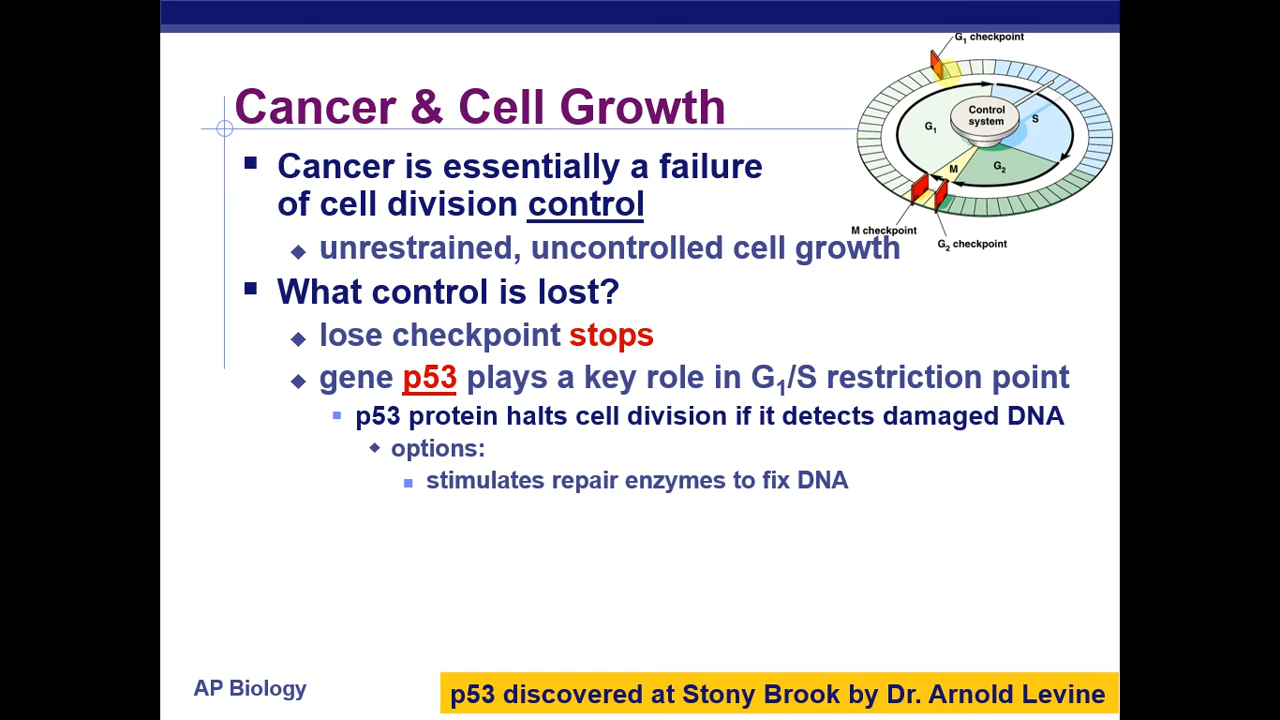 G1 checkpoint
Cancer & Cell Growth
Control
system
G1
S
M
G2
M checkpoint
G2 checkpoint
Cancer is essentially a failure
of cell division control
unrestrained, uncontrolled cell growth
What control is lost?
lose checkpoint stops
gene p53 plays a key role in G1/S restriction point
p53 protein halts cell division if it detects damaged DNA
options:
stimulates repair enzymes to fix DNA
AP Biology
p53 discovered at Stony Brook by Dr. Arnold Levine